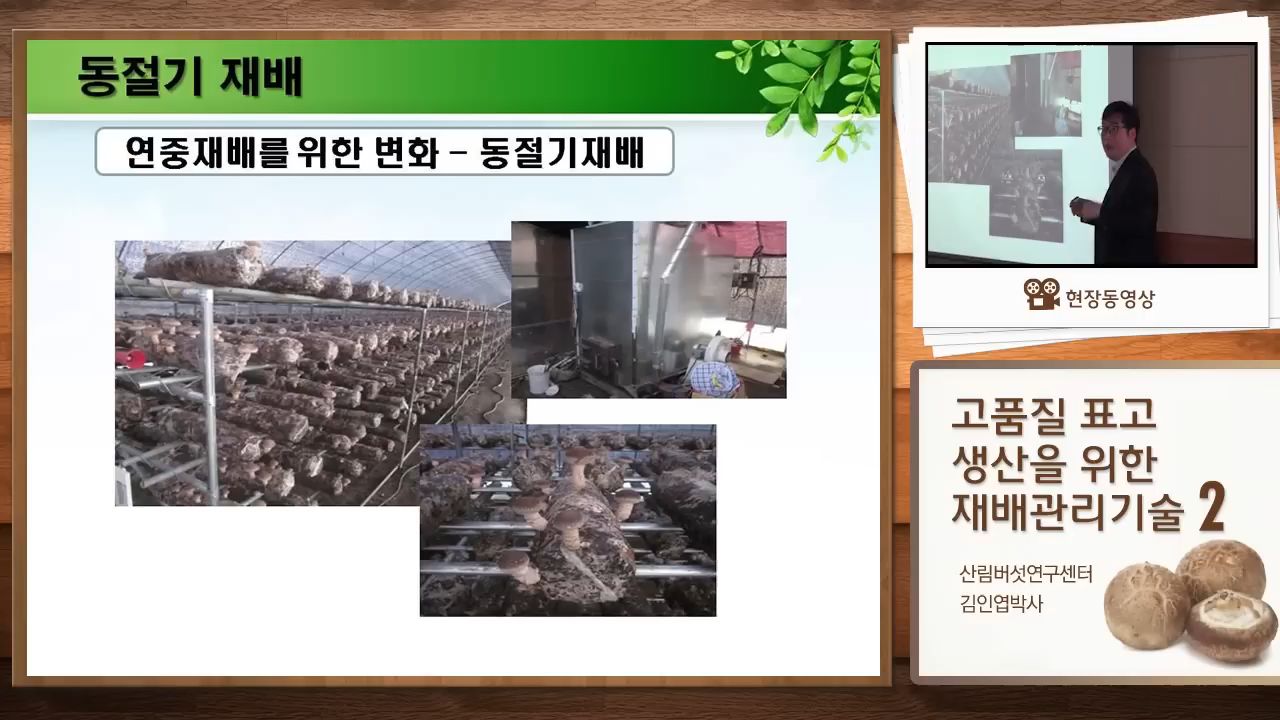 동절기 재배
연중재배를 위한 변화 – 동절기재배
현장동영상
고품질 표고
생산을 위한
재배관리기술 2
산림버섯연구센터
김인엽박사